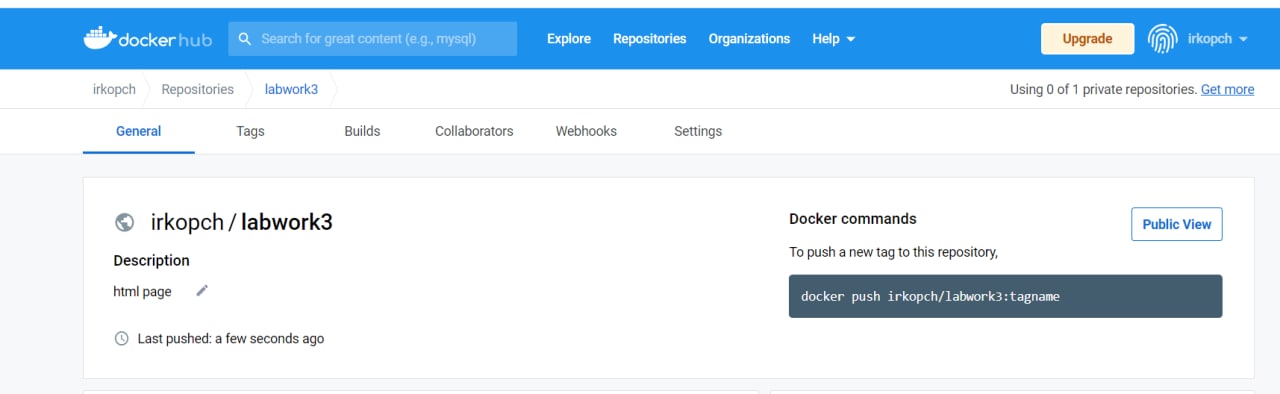 docker hub Search for great content (e.g., mysql) Explore Repositories Organizations Help Upgrade irkopch
irkopch Repositories labwork3 Using 0 of 1 private repositories. Get more
General Tags Builds Collaborators Webhooks Settings
irkopch / labwork3
Description
html page
Last pushed: a few seconds ago
Docker commands
Public View
To push a new tag to this repository,
docker push irkopch/labwork3:tagname